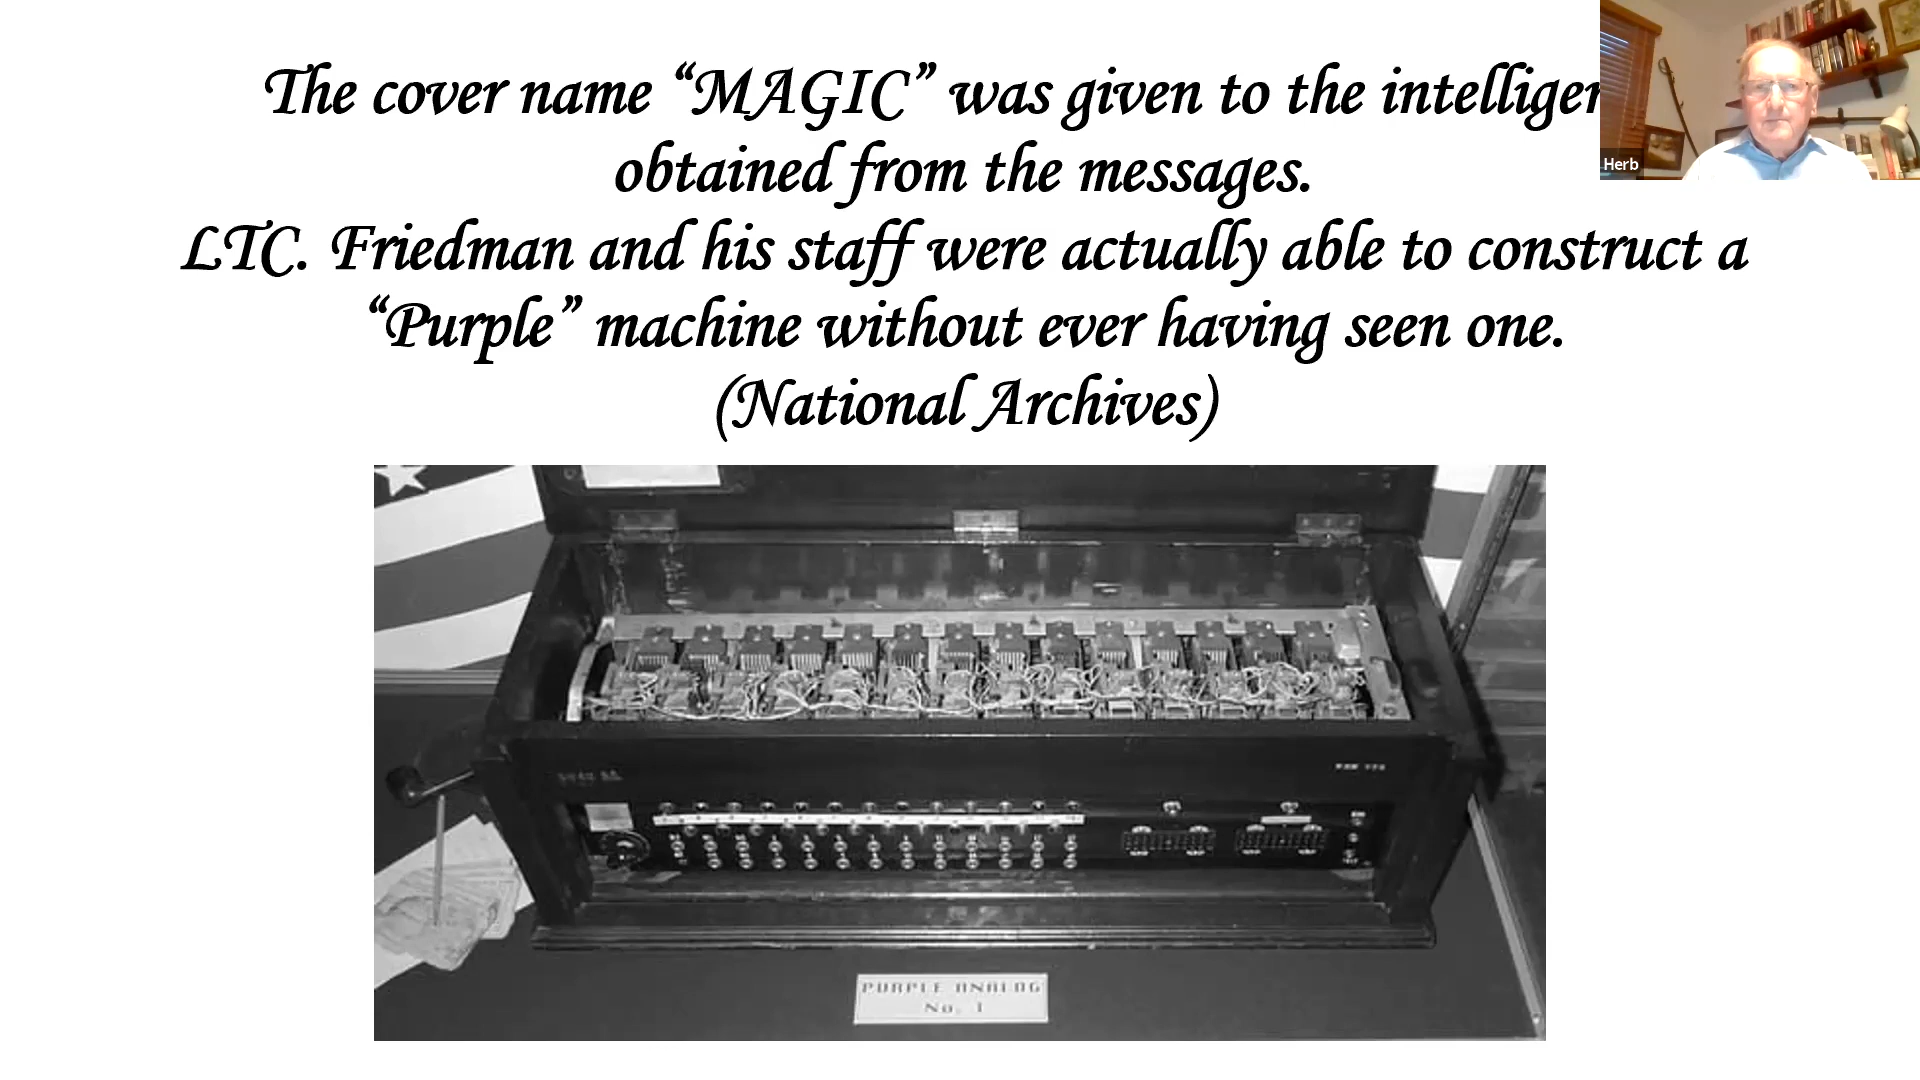 The cover name “MAGIC” was given to the
obtained from the messages.
LTC. Friedman and his staff were actually able to construct a
“Purple” machine without ever having seen one.
(National Archives)
Herb
PURPLE ANALOG
No. 1